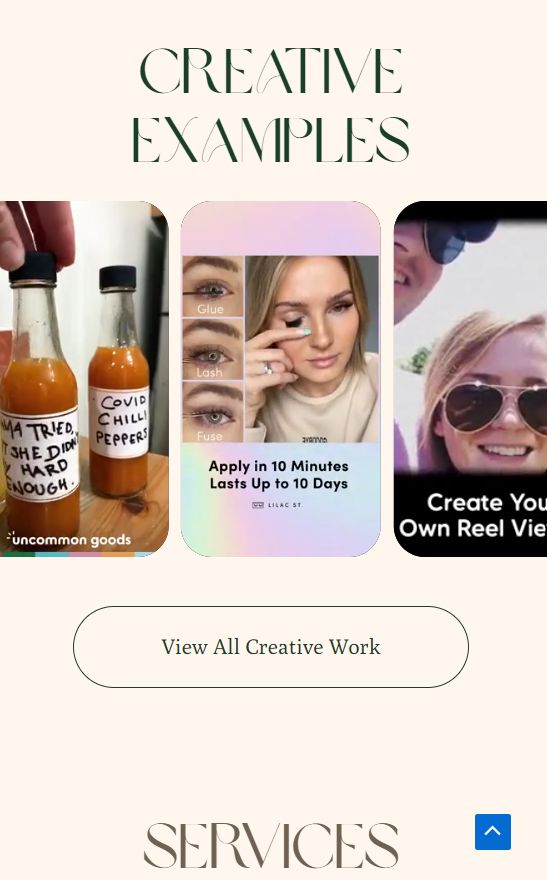 CREATIVE
EXAMPLES
MA TRIED,
T SHE DIDN'
Y HARD
ENOUGH.
COVID
CHILLI
PEPPERS
uncommon goods
Glue
Lash
Fuse
Apply in 10 Minutes
Lasts Up to 10 Days
LILAC ST.
Create You
Own Reel Vie
View All Creative Work
SERVICES